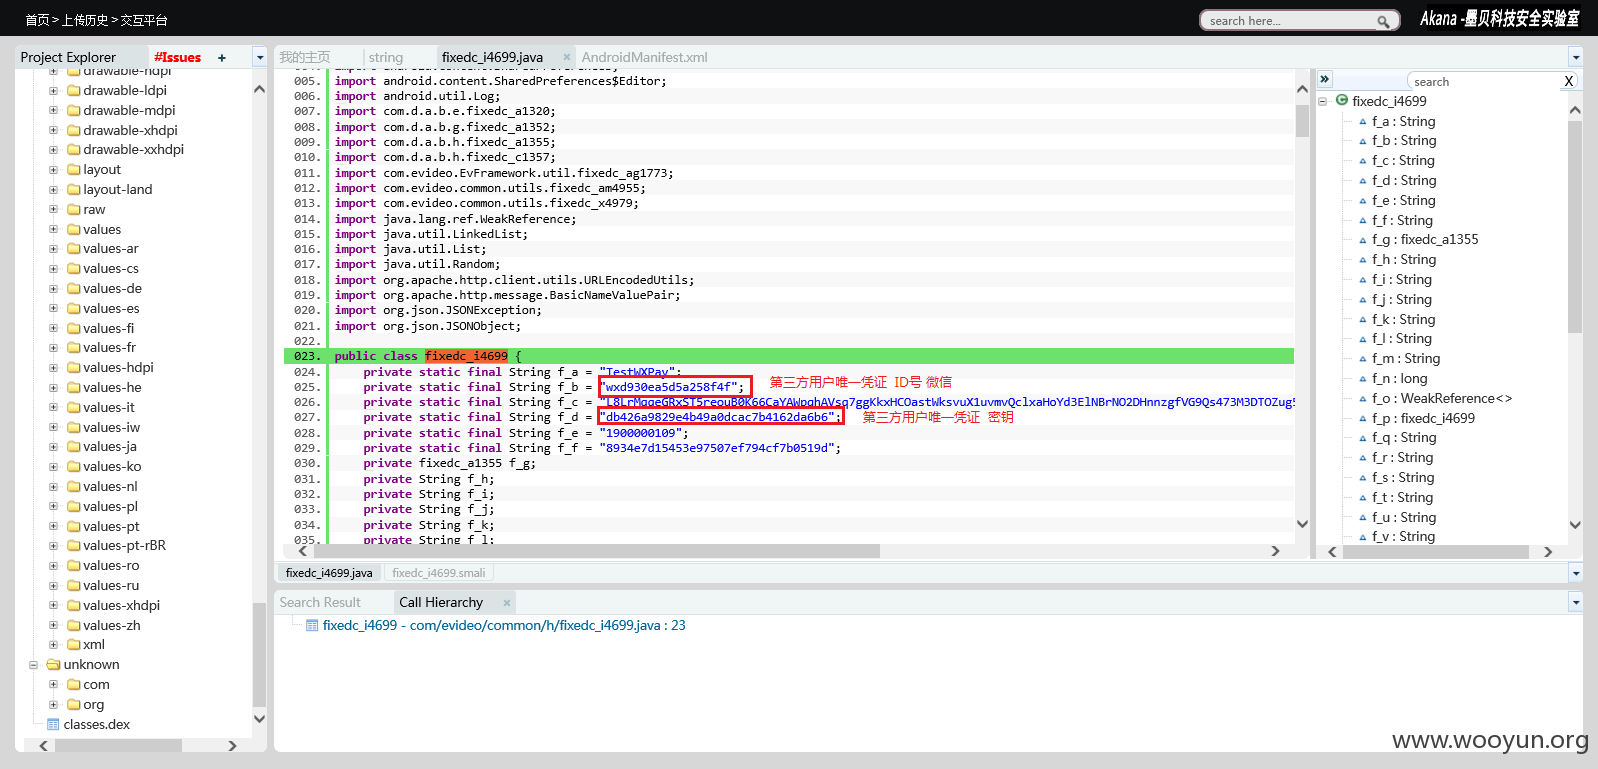 首页 > 上传历史 > 交互平台
search here...
Akana -墨贝科技安全实验室
Project Explorer
#Issues
+
drawable-hdpi
drawable-ldpi
drawable-mdpi
drawable-xhdpi
drawable-xxhdpi
layout
layout-land
raw
values
values-ar
values-cs
values-de
values-es
values-fi
values-fr
values-hdpi
values-he
values-it
values-iw
values-ja
values-ko
values-nl
values-pl
values-pt
values-pt-rBR
values-ro
values-ru
values-xhdpi
values-zh
xml
unknown
com
org
classes.dex
我的主页
string
fixedc_i4699.java ×
AndroidManifest.xml
005. import android.content.SharedPreferences$Editor;
006. import android.util.Log;
007. import com.d.a.b.e.fixedc_a1320;
008. import com.d.a.b.g.fixedc_a1352;
009. import com.d.a.b.h.fixedc_a1355;
010. import com.d.a.b.h.fixedc_c1357;
011. import com.evideo.EvFramework.util.fixedc_ag1773;
012. import com.evideo.common.utils.fixedc_am4955;
013. import com.evideo.common.utils.fixedc_x4979;
014. import java.lang.ref.WeakReference;
015. import java.util.LinkedList;
016. import java.util.List;
017. import java.util.Random;
018. import org.apache.http.client.utils.URLEncodedUtils;
019. import org.apache.http.message.BasicNameValuePair;
020. import org.json.JSONException;
021. import org.json.JSONObject;
022.
023. public class fixedc_i4699 {
024. private static final String f_a = "TestWXPay";
025. private static final String f_b = "wxd930ea5d5a258f4f"; 第三方用户唯一凭证 ID号 微信
026. private static final String f_c =
027. private static final String f_d = "db426a9829e4b49a0dcac7b4162da6b6"; 第三方用户唯一凭证 密钥
028. private static final String f_e = "1900000109";
029. private static final String f_f = "8934e7d15453e97507ef794cf7b0519d";
030. private fixedc_a1355 f_g;
031. private String f_h;
032. private String f_i;
033. private String f_j;
034. private String f_k;
035. private String f_l;
fixedc_i4699.java
fixedc_i4699.smali
»
search X
fixedc_i4699
f_a : String
f_b : String
f_c : String
f_d : String
f_e : String
f_f : String
f_g : fixedc_a1355
f_h : String
f_i : String
f_j : String
f_k : String
f_l : String
f_m : String
f_n : long
f_o : WeakReference<>
f_p : fixedc_i4699
f_q : String
f_r : String
f_s : String
f_t : String
f_u : String
f_v : String
Search Result
Call Hierarchy ×
fixedc_i4699 - com/evideo/common/h/fixedc_i4699.java : 23
www.wooyun.org